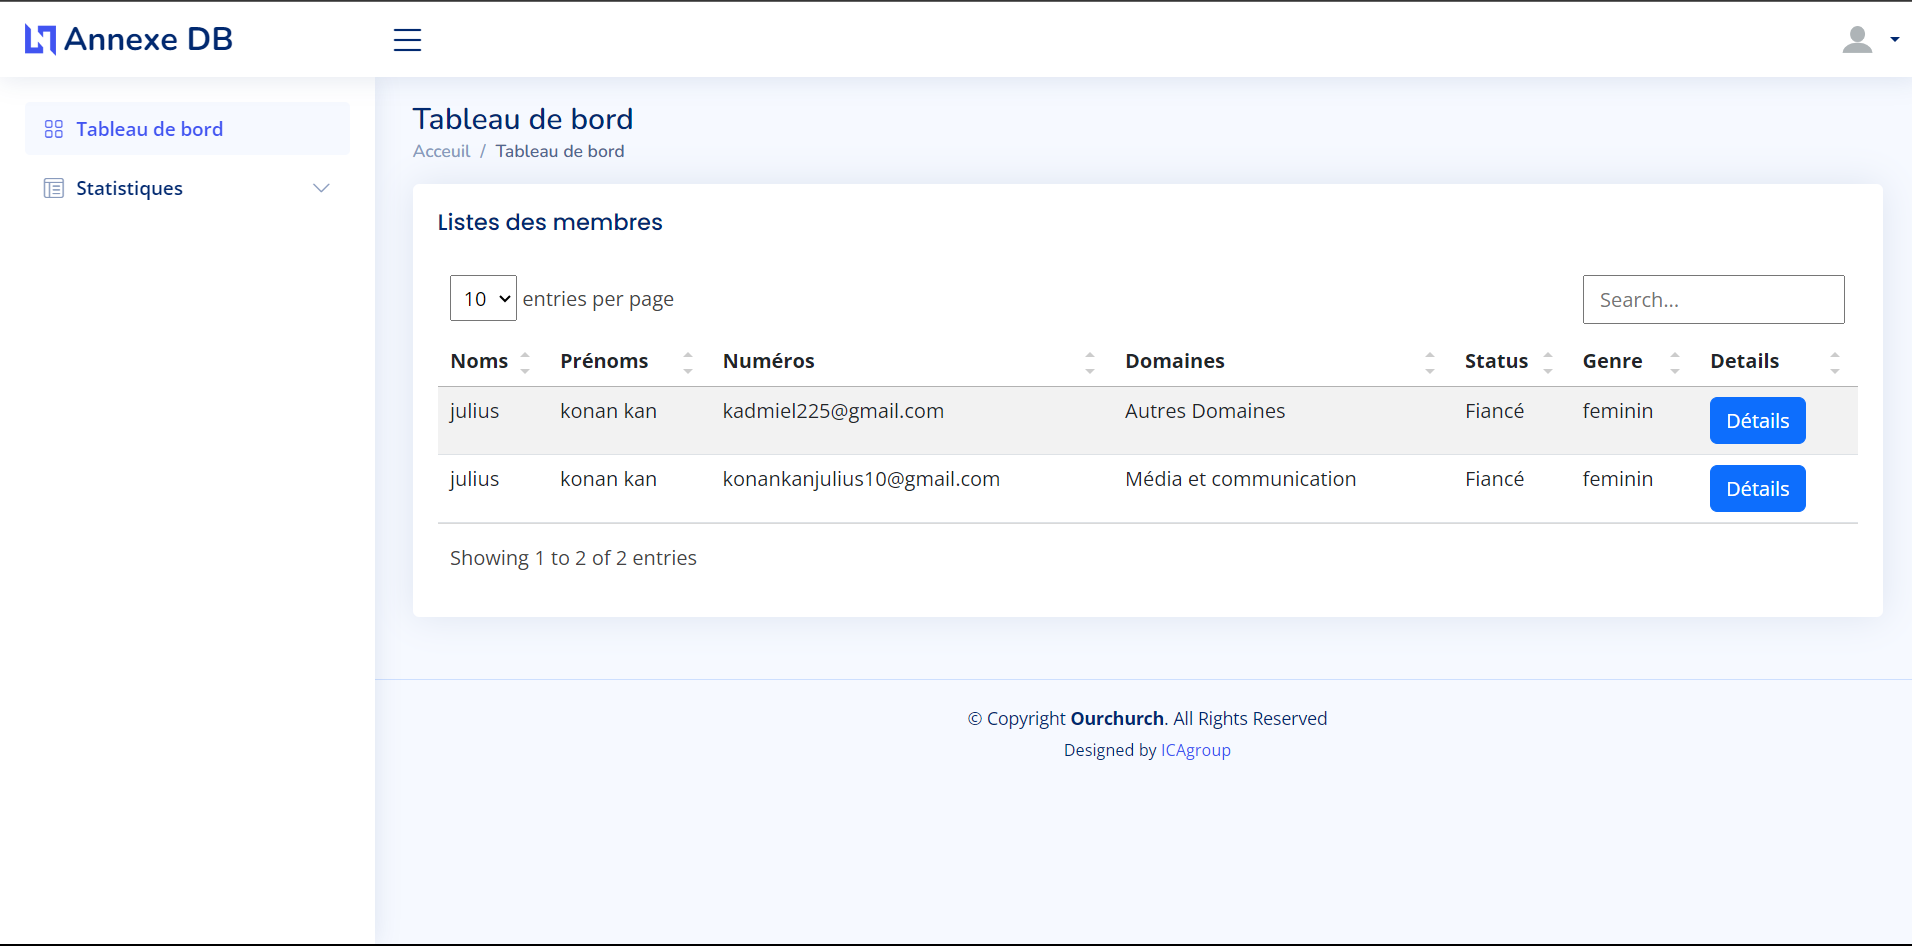 Annexe DB
Tableau de bord
Statistiques
Tableau de bord
Acceuil / Tableau de bord
Listes des membres
10 entries per page
Search...
Noms Prénoms Numéros Domaines Status Genre Details
julius konan kan kadmiel225@gmail.com Autres Domaines Fiancé feminin Détails
julius konan kan konankanjulius10@gmail.com Média et communication Fiancé feminin Détails
Showing 1 to 2 of 2 entries
© Copyright Ourchurch. All Rights Reserved
Designed by ICAgroup